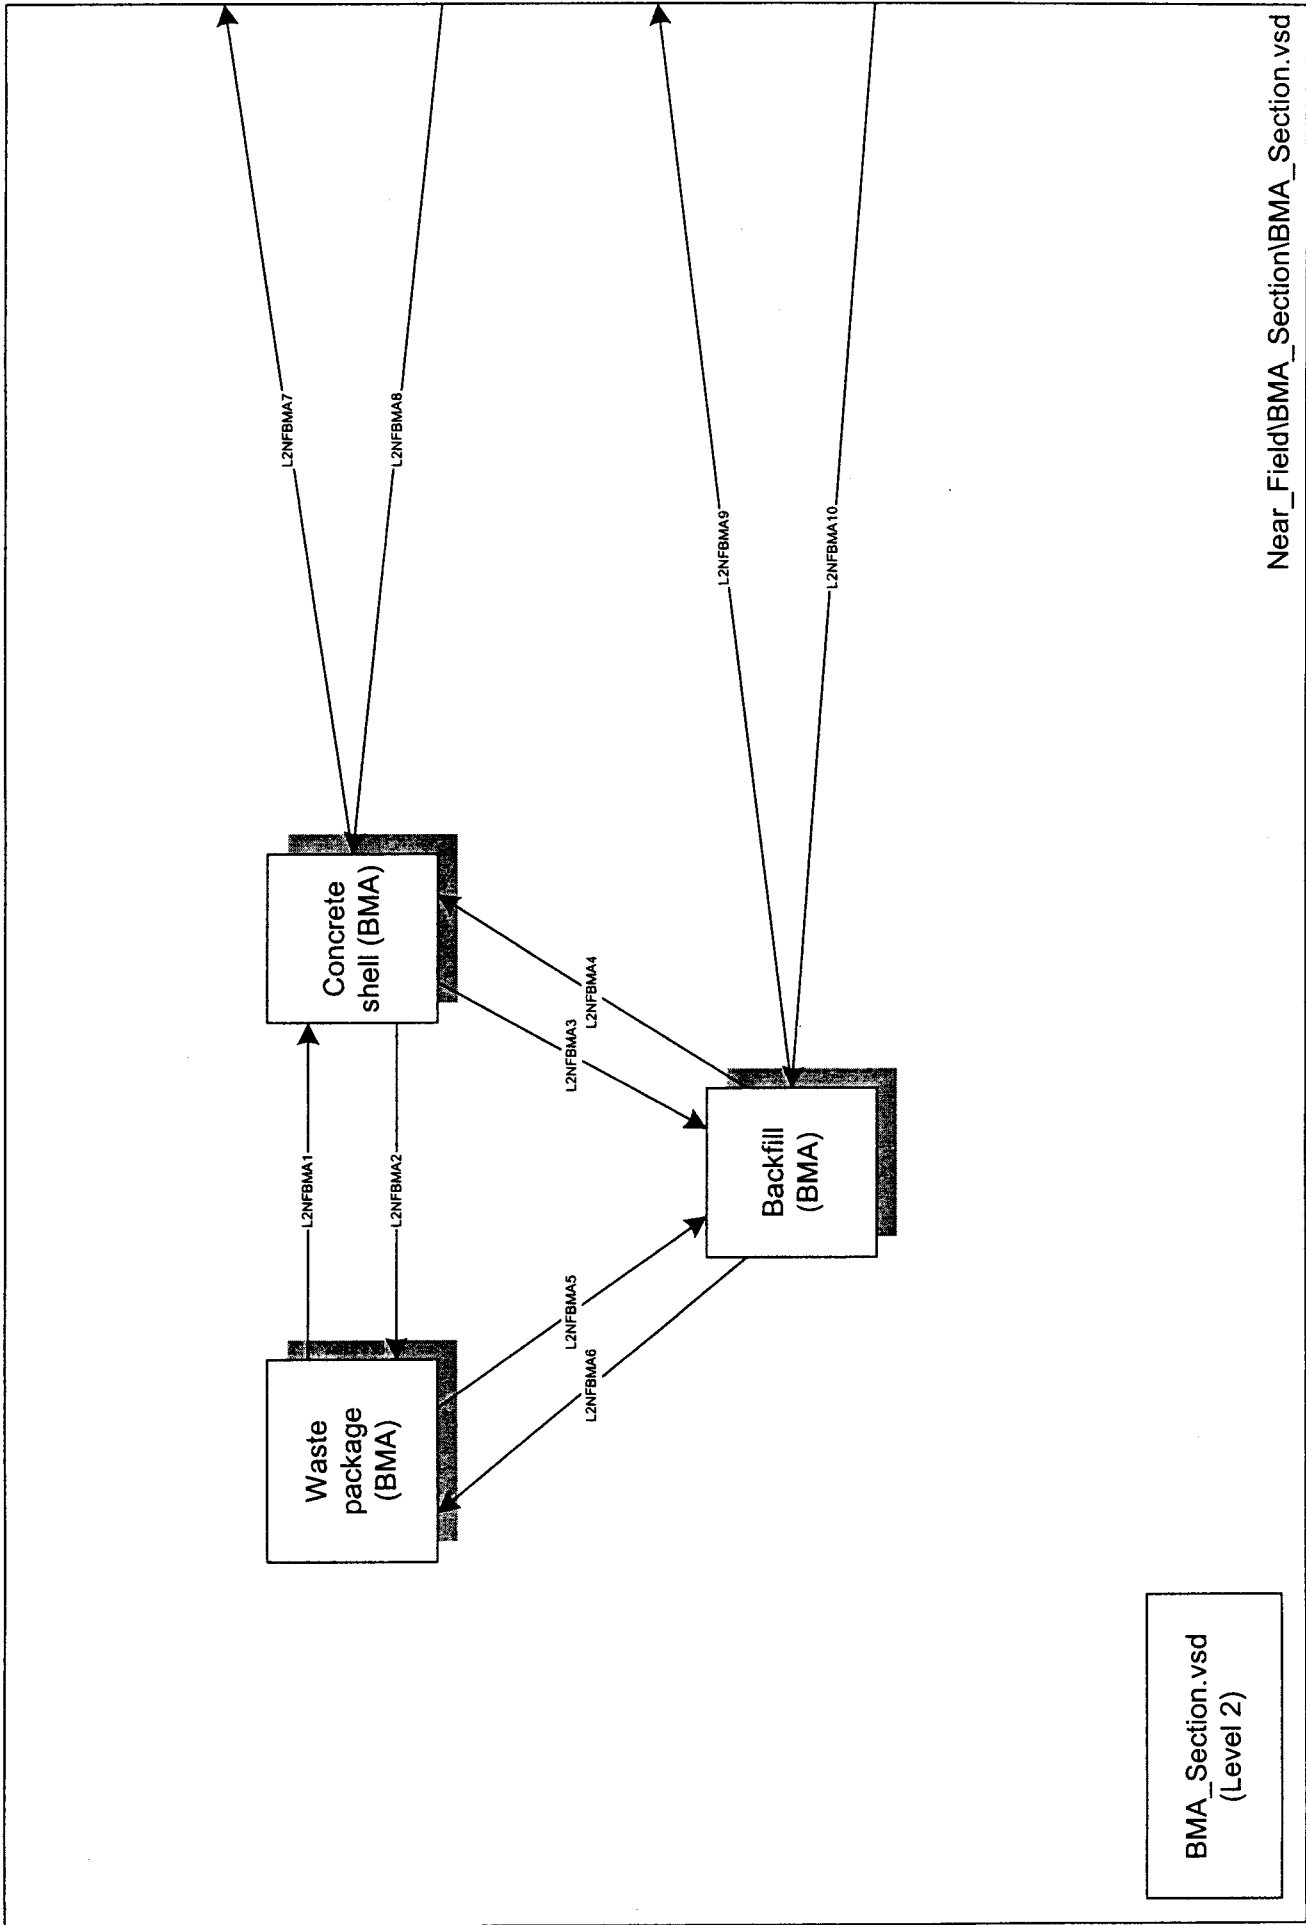 Waste
package
(BMA)
L2NFBMA1
L2NFBMA2
Concrete
shell (BMA)
L2NFBMA7
L2NFBMA8
L2NFBMA5
L2NFBMA6
L2NFBMA3
L2NFBMA4
Backfill
(BMA)
L2NFBMA9
L2NFBMA10
BMA_Section.vsd
(Level 2)
Near_Field\BMA_Section\BMA_Section.vsd